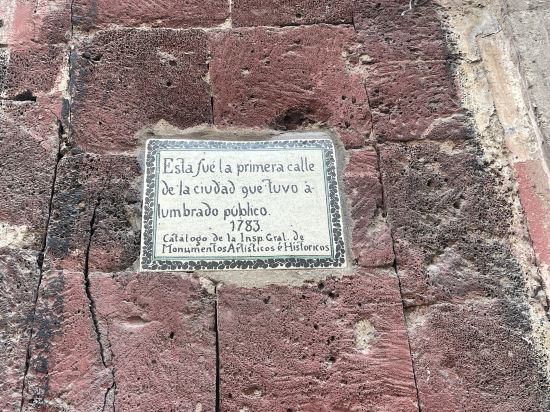 Esta fué la primera calle
de la ciudad que tuvo a-
lumbrado público.
1783.
Catálogo de la Insp. Gral. de
Monumentos Artísticos é Históricos